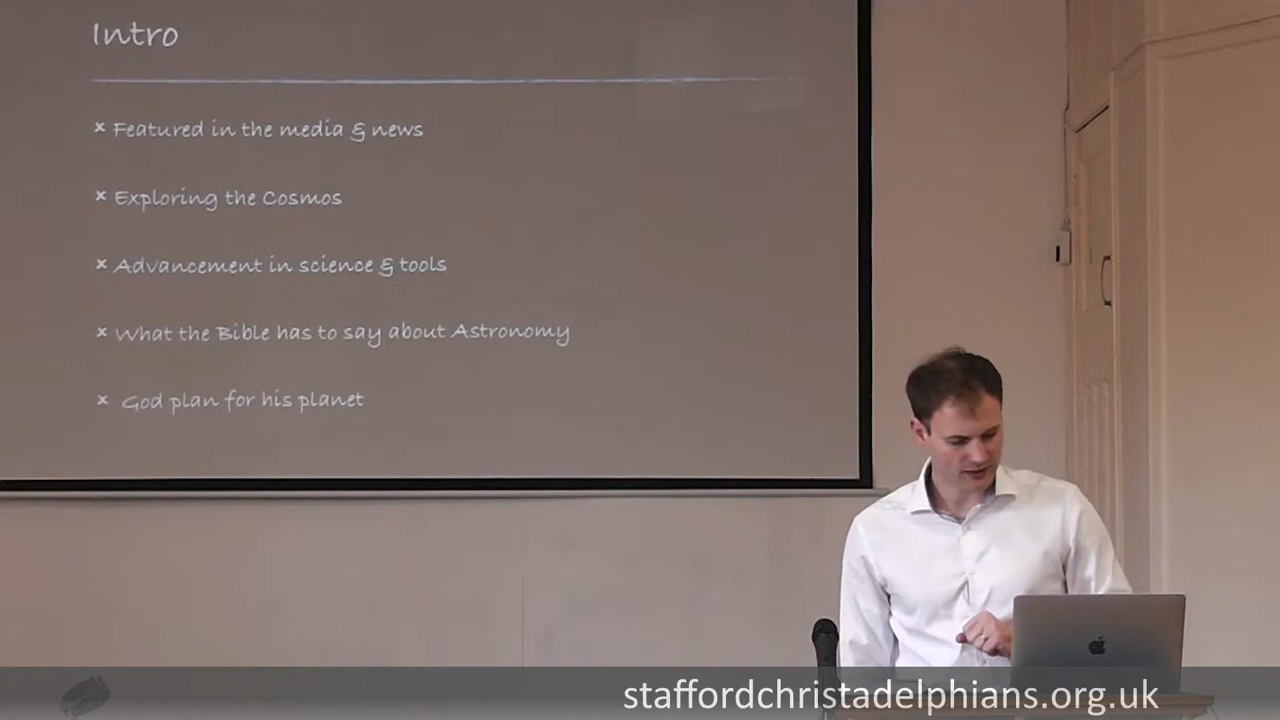 Intro
× Featured in the media & news
× Exploring the Cosmos
× Advancement in science & tools
× What the Bible has to say about Astronomy
× God plan for his planet
staffordchristadelphians.org.uk